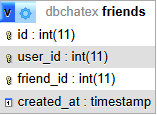 v dbchatex friends
id : int(11)
user_id : int(11)
friend_id : int(11)
created_at : timestamp